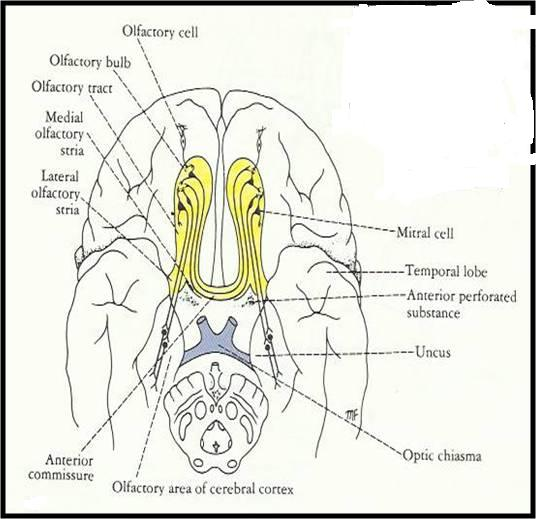 Olfactory cell
Olfactory bulb
Olfactory tract
Medial
olfactory
stria
Lateral
olfactory
stria
Mitral cell
Temporal lobe
Anterior perforated
substance
Uncus
MF
Optic chiasma
Anterior
commissure
Olfactory area of cerebral cortex